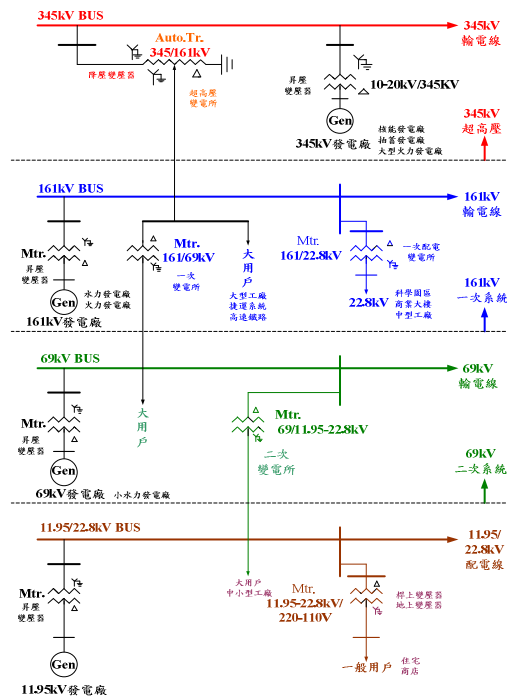 345kV BUS
345kV
輸電線
Auto.Tr.
345/161kV
降壓變壓器
超高壓
變電所
昇壓
變壓器
10-20kV/345KV
Gen
345kV發電廠
核能發電廠
抽蓄發電廠
大型火力發電廠
345kV
超高壓
161kV BUS
161kV
輸電線
Mtr.
昇壓
變壓器
Gen
水力發電廠
火力發電廠
161kV發電廠
Mtr.
161/69kV
一次
變電所
大
用
戶
大型工廠
捷運系統
高速鐵路
Mtr.
161/22.8kV
一次配電
變電所
22.8kV
科學園區
商業大樓
中型工廠
161kV
一次系統
69kV BUS
69kV
輸電線
Mtr.
昇壓
變壓器
Gen
69kV發電廠
小水力發電廠
大
用
戶
Mtr.
69/11.95-22.8kV
二次
變電所
69kV
二次系統
11.95/22.8kV BUS
11.95/
22.8kV
配電線
Mtr.
昇壓
變壓器
Gen
11.95kV發電廠
大用戶
中小型工廠
Mtr.
11.95-22.8kV/
220-110V
桿上變壓器
地上變壓器
一般用戶
住宅
商店